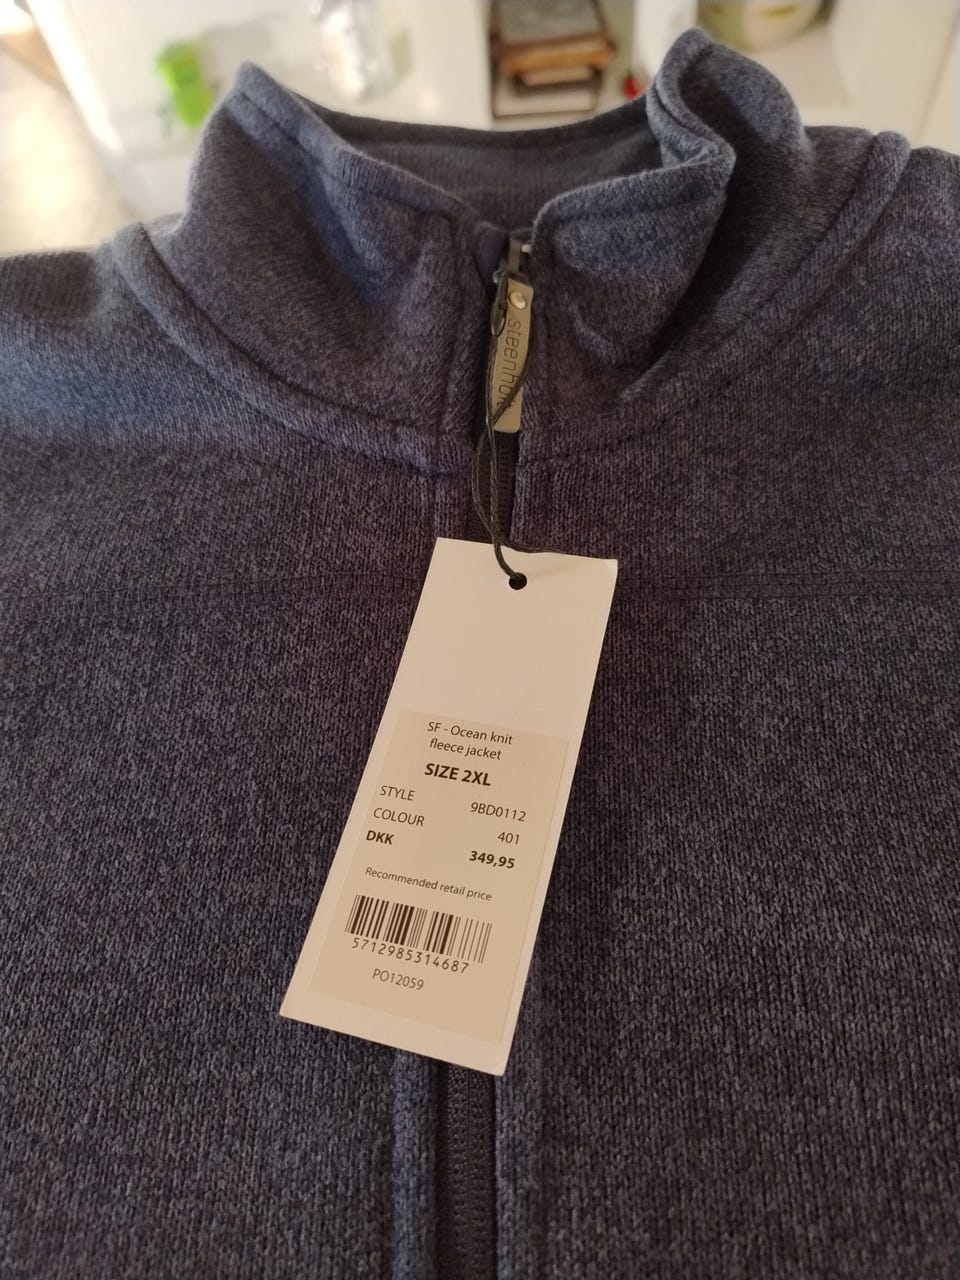 steenholt
SF - Ocean knit
fleece jacket
SIZE 2XL
STYLE 9BD0112
COLOUR 401
DKK 349,95
Recommended retail price
5712985314687
PO12059